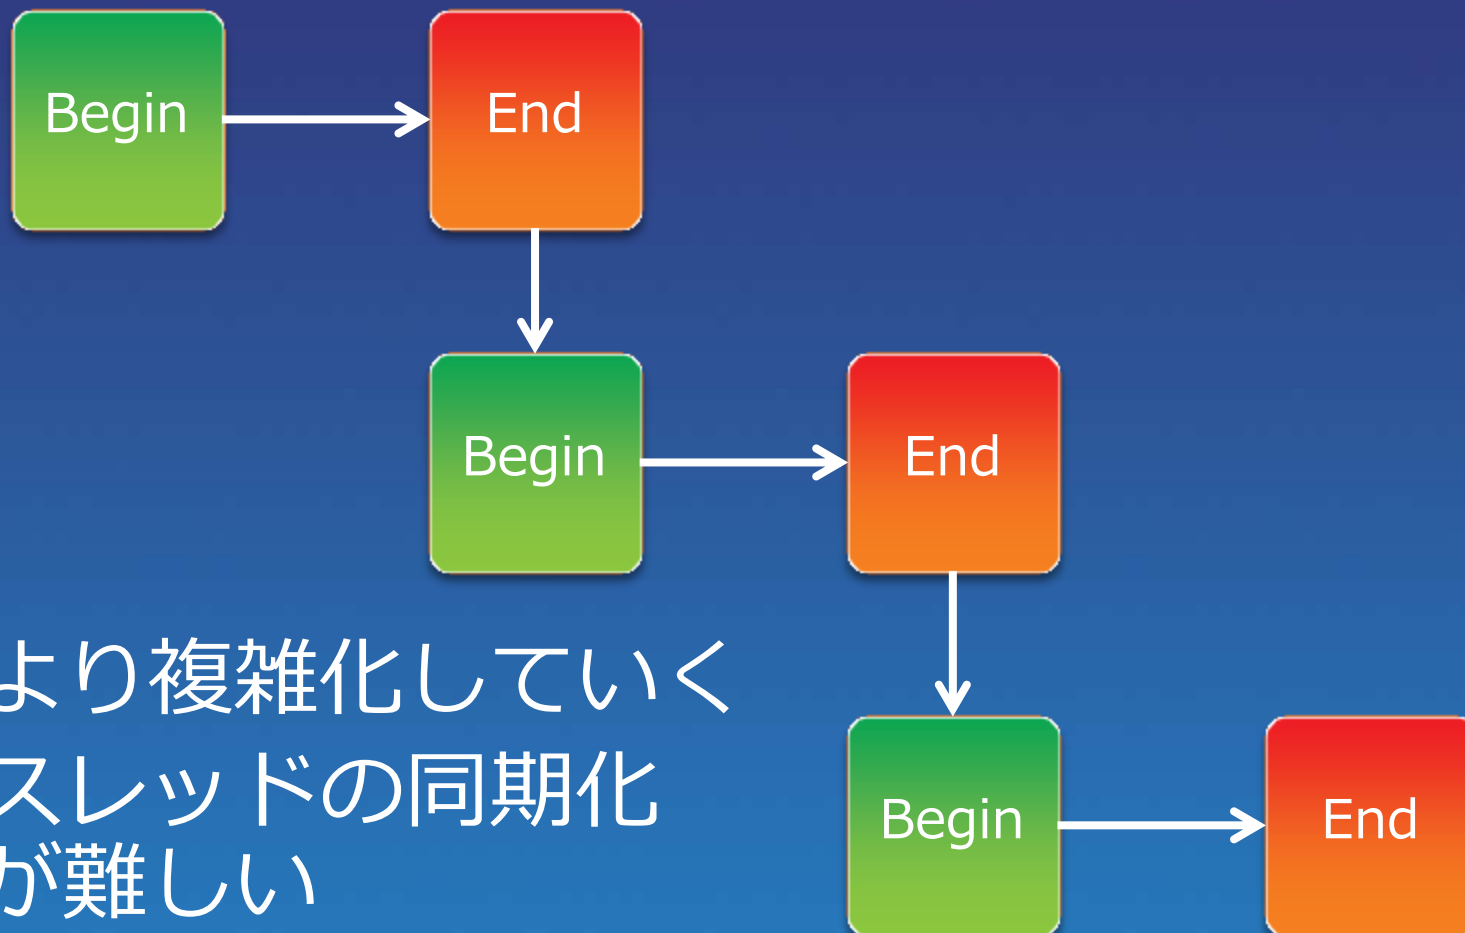 Begin
End
Begin
End
より複雑化していく
スレッドの同期化
が難しい
Begin
End